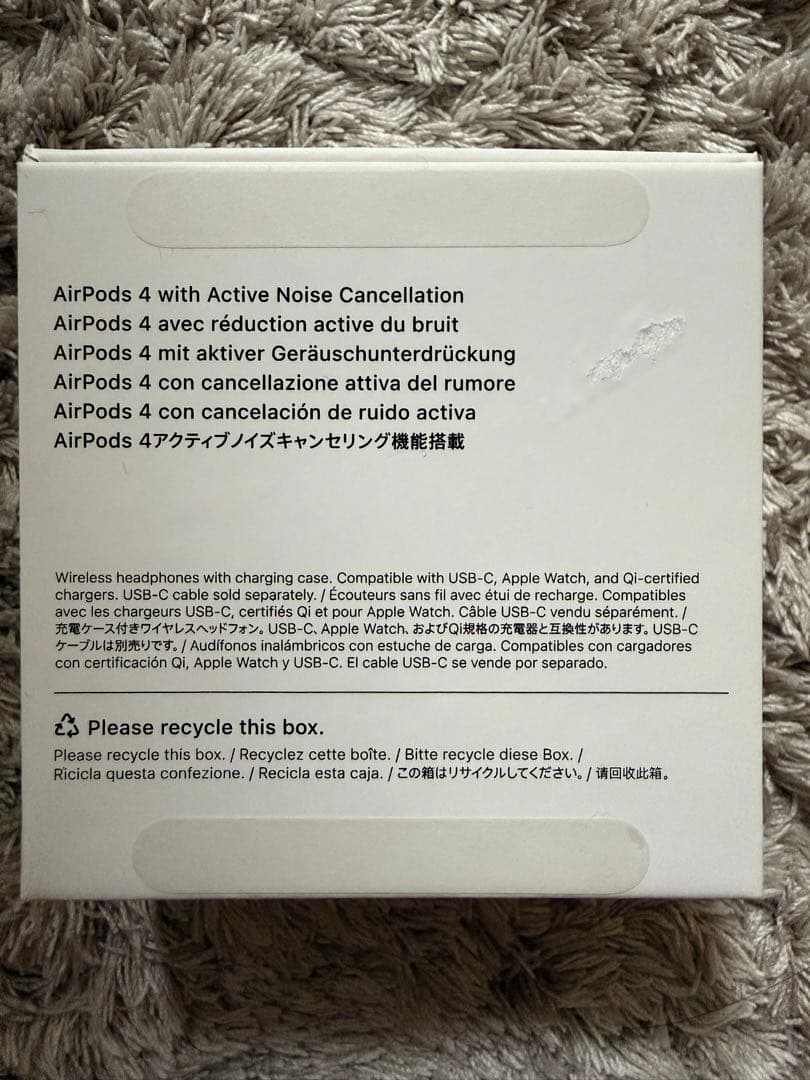 AirPods 4 with Active Noise Cancellation
AirPods 4 avec réduction active du bruit
AirPods 4 mit aktiver Geräuschunterdrückung
AirPods 4 con cancellazione attiva del rumore
AirPods 4 con cancelación de ruido activa
AirPods 4アクティブノイズキャンセリング機能搭載
Wireless headphones with charging case. Compatible with USB-C, Apple Watch, and Qi-certified
chargers. USB-C cable sold separately. / Écouteurs sans fil avec étui de recharge. Compatibles
avec les chargeurs USB-C, certifiés Qi et pour Apple Watch. Câble USB-C vendu séparément. /
充電ケース付きワイヤレスヘッドフォン。USB-C、Apple Watch、およびQi規格の充電器と互換性があります。USB-C
ケーブルは別売りです。/ Audífonos inalámbricos con estuche de carga. Compatibles con cargadores
con certificación Qi, Apple Watch y USB-C. El cable USB-C se vende por separado.
Please recycle this box.
Please recycle this box. / Recyclez cette boîte. / Bitte recycle diese Box. /
Ricicla questa confezione. / Recicla esta caja. / この箱はリサイクルしてください。/ 请回收此箱。